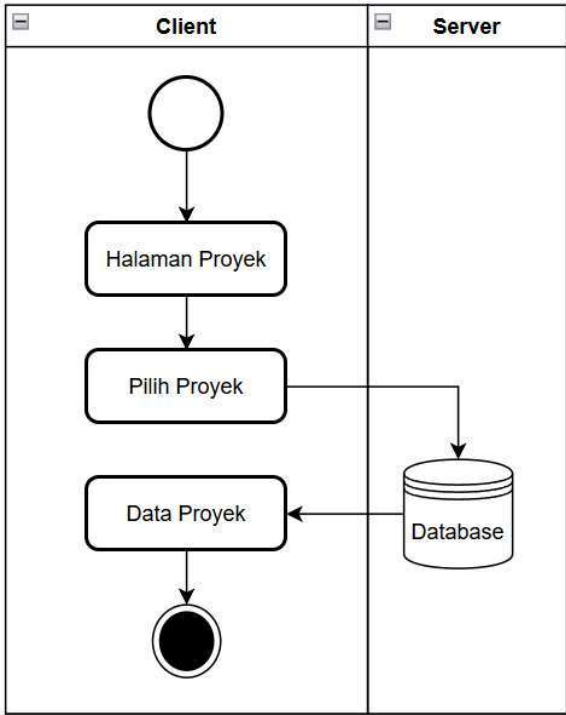 Client
Server
Halaman Proyek
Pilih Proyek
Data Proyek
Database